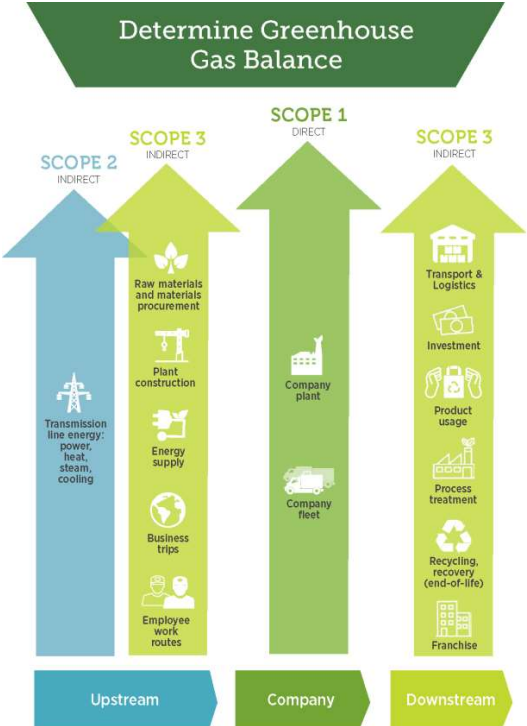 Determine Greenhouse
Gas Balance
SCOPE 2
INDIRECT
Transmission
line energy:
power,
heat,
steam,
cooling
SCOPE 3
INDIRECT
Raw materials
and materials
procurement
Plant
construction
Energy
supply
Business
trips
Employee
work
routes
SCOPE 1
DIRECT
Company
plant
Company
fleet
SCOPE 3
INDIRECT
Transport &
Logistics
Investment
Product
usage
Process
treatment
Recycling,
recovery
(end-of-life)
Franchise
Upstream
Company
Downstream